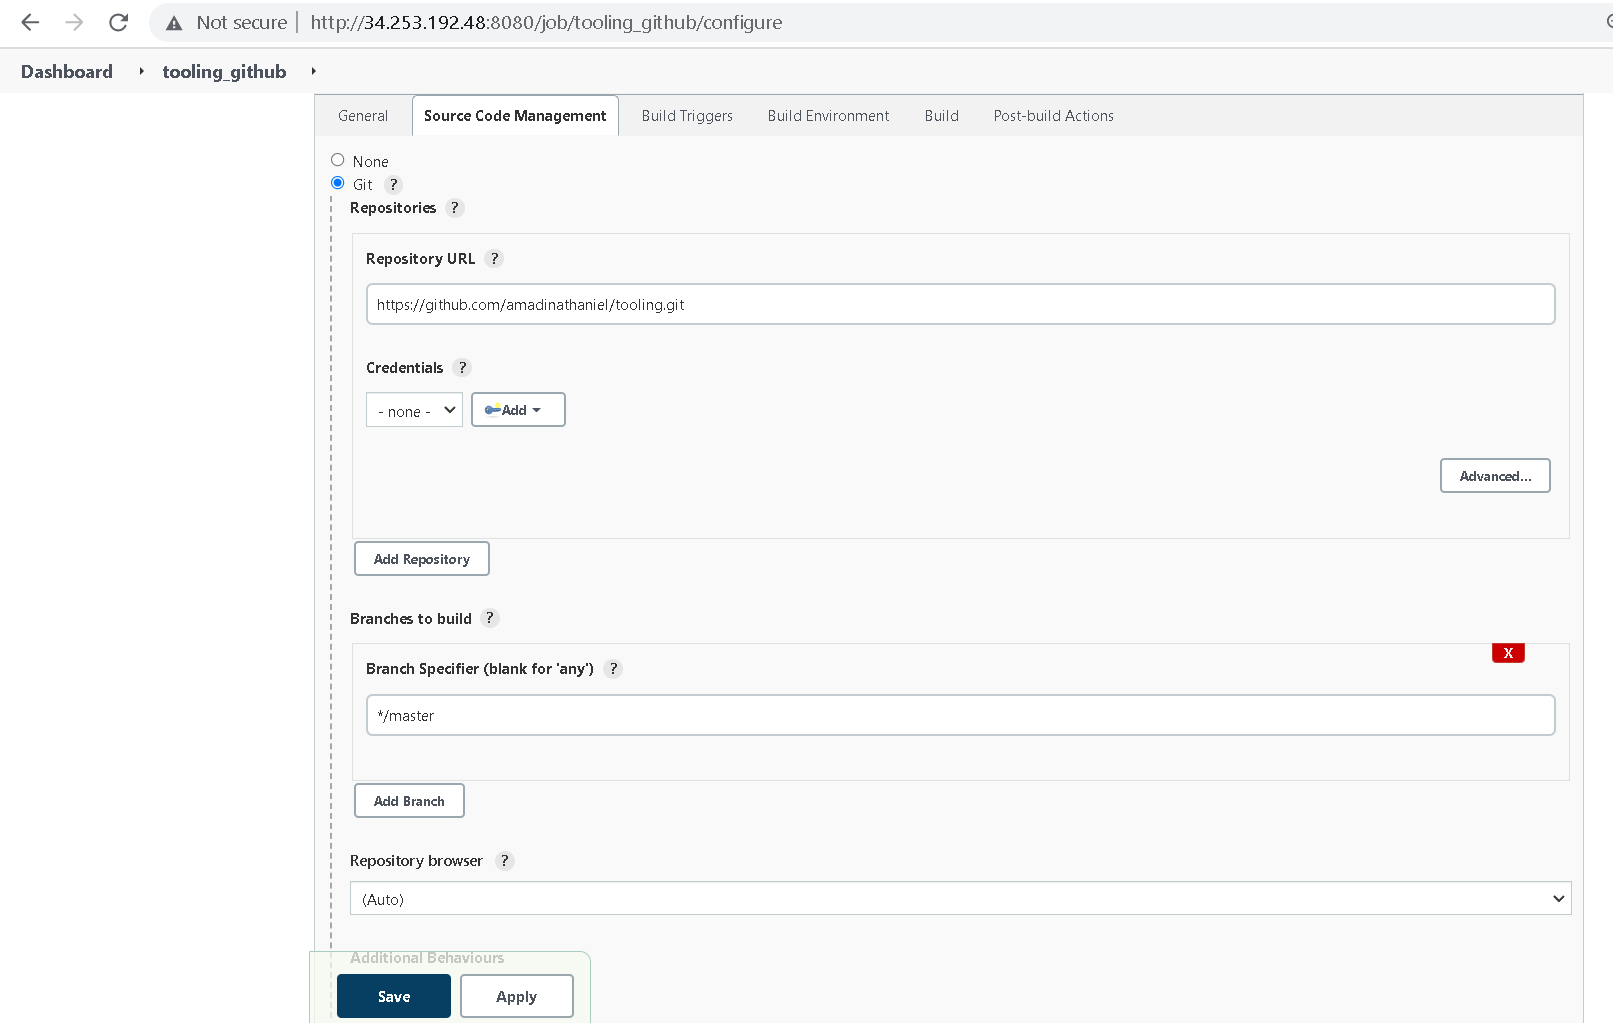 Not secure | http://34.253.192.48:8080/job/tooling_github/configure
Dashboard tooling_github
General Source Code Management Build Triggers Build Environment Build Post-build Actions
None
Git ?
Repositories ?
Repository URL ?
https://github.com/amadinathaniel/tooling.git
Credentials ?
- none - Add
Advanced...
Add Repository
Branches to build ?
X
Branch Specifier (blank for 'any') ?
*/master
Add Branch
Repository browser ?
(Auto)
Additional Behaviours
Save Apply